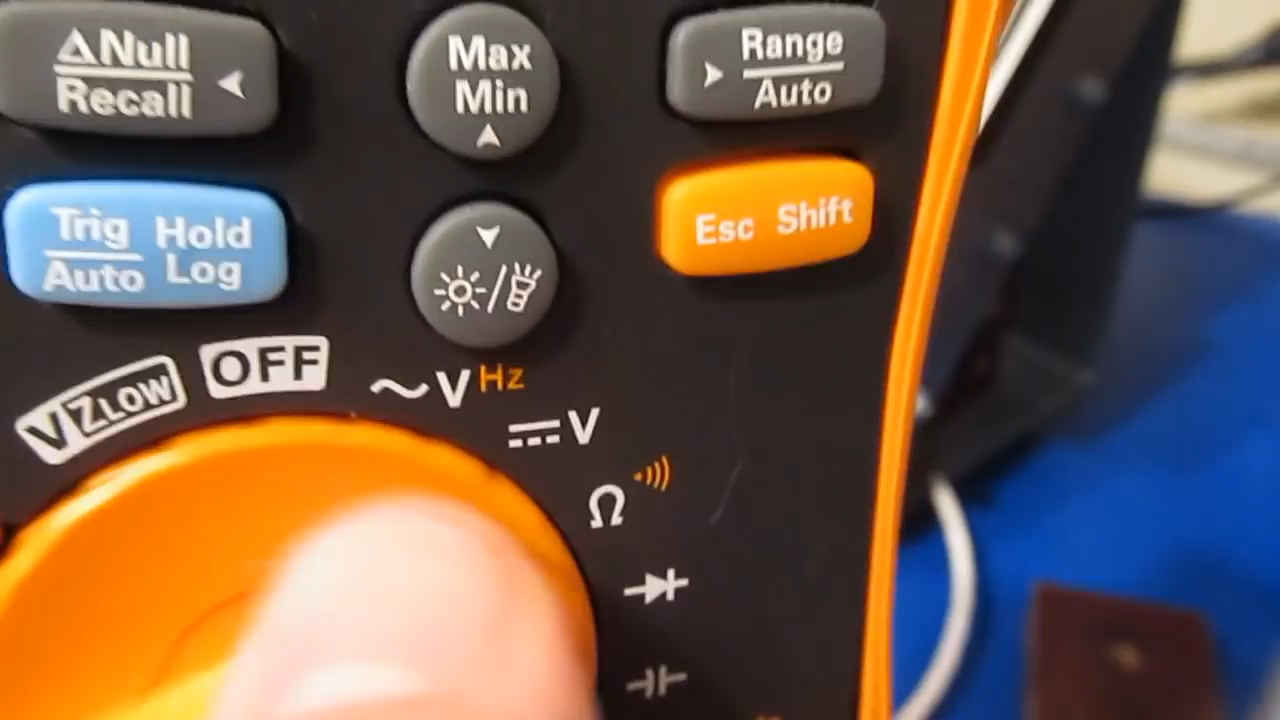 ΔNull
Recall
Max
Min
Range
Auto
Trig Hold
Auto Log
Esc Shift
VZLOW
OFF
~V Hz
V
Ω